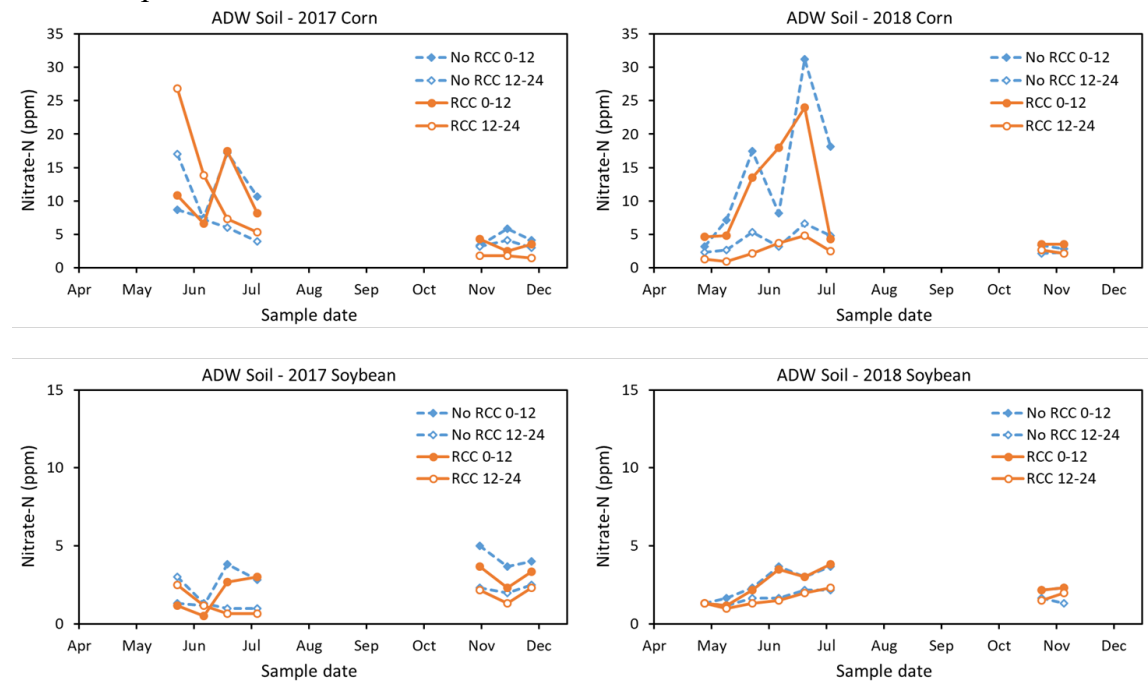 ADW Soil - 2017 Corn
35
30
25
20
15
10
5
0
Nitrate-N (ppm)
No RCC 0-12
No RCC 12-24
RCC 0-12
RCC 12-24
Apr May Jun Jul Aug Sep Oct Nov Dec
Sample date
ADW Soil - 2018 Corn
35
30
25
20
15
10
5
0
Nitrate-N (ppm)
No RCC 0-12
No RCC 12-24
RCC 0-12
RCC 12-24
Apr May Jun Jul Aug Sep Oct Nov Dec
Sample date
ADW Soil - 2017 Soybean
15
10
5
0
Nitrate-N (ppm)
No RCC 0-12
No RCC 12-24
RCC 0-12
RCC 12-24
Apr May Jun Jul Aug Sep Oct Nov Dec
Sample date
ADW Soil - 2018 Soybean
15
10
5
0
Nitrate-N (ppm)
No RCC 0-12
No RCC 12-24
RCC 0-12
RCC 12-24
Apr May Jun Jul Aug Sep Oct Nov Dec
Sample date